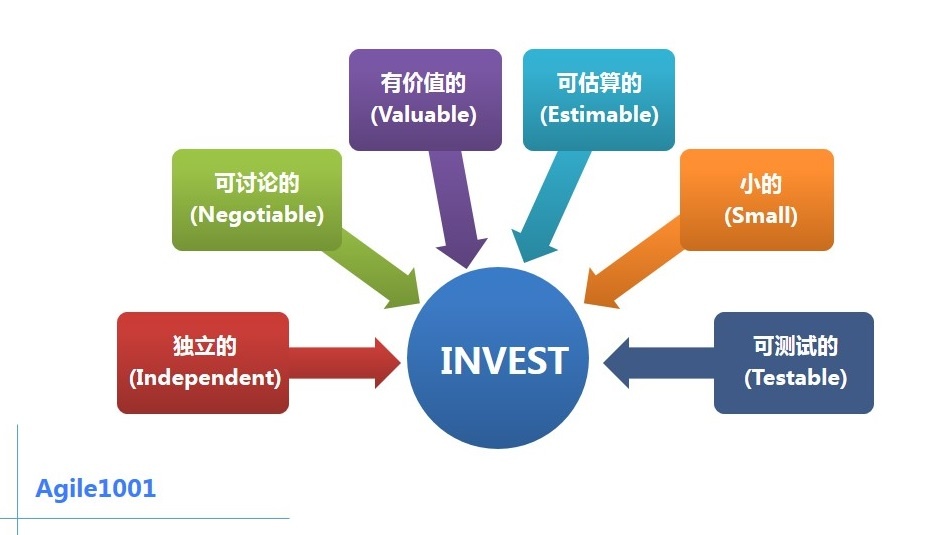 有价值的
(Valuable)
可估算的
(Estimable)
可讨论的
(Negotiable)
小的
(Small)
独立的
(Independent)
INVEST
可测试的
(Testable)
Agile1001